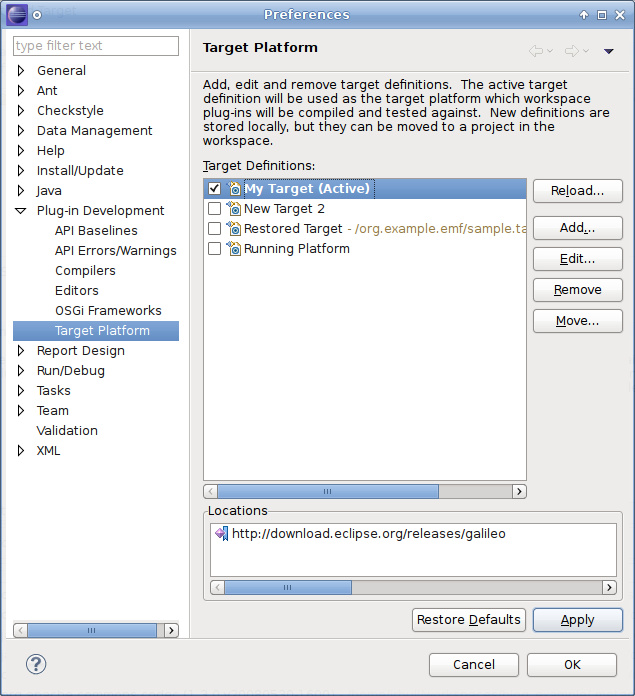 Preferences
type filter text
Target Platform
General
Ant
Checkstyle
Data Management
Help
Install/Update
Java
Plug-in Development
API Baselines
API Errors/Warnings
Compilers
Editors
OSGi Frameworks
Target Platform
Report Design
Run/Debug
Tasks
Team
Validation
XML
Add, edit and remove target definitions. The active target
definition will be used as the target platform which workspace
plug-ins will be compiled and tested against. New definitions are
stored locally, but they can be moved to a project in the
workspace.
Target Definitions:
My Target (Active)
New Target 2
Restored Target - /org.example.emf/sample.ta
Running Platform
Reload...
Add...
Edit...
Remove
Move...
Locations
http://download.eclipse.org/releases/galileo
Restore Defaults
Apply
?
Cancel
OK